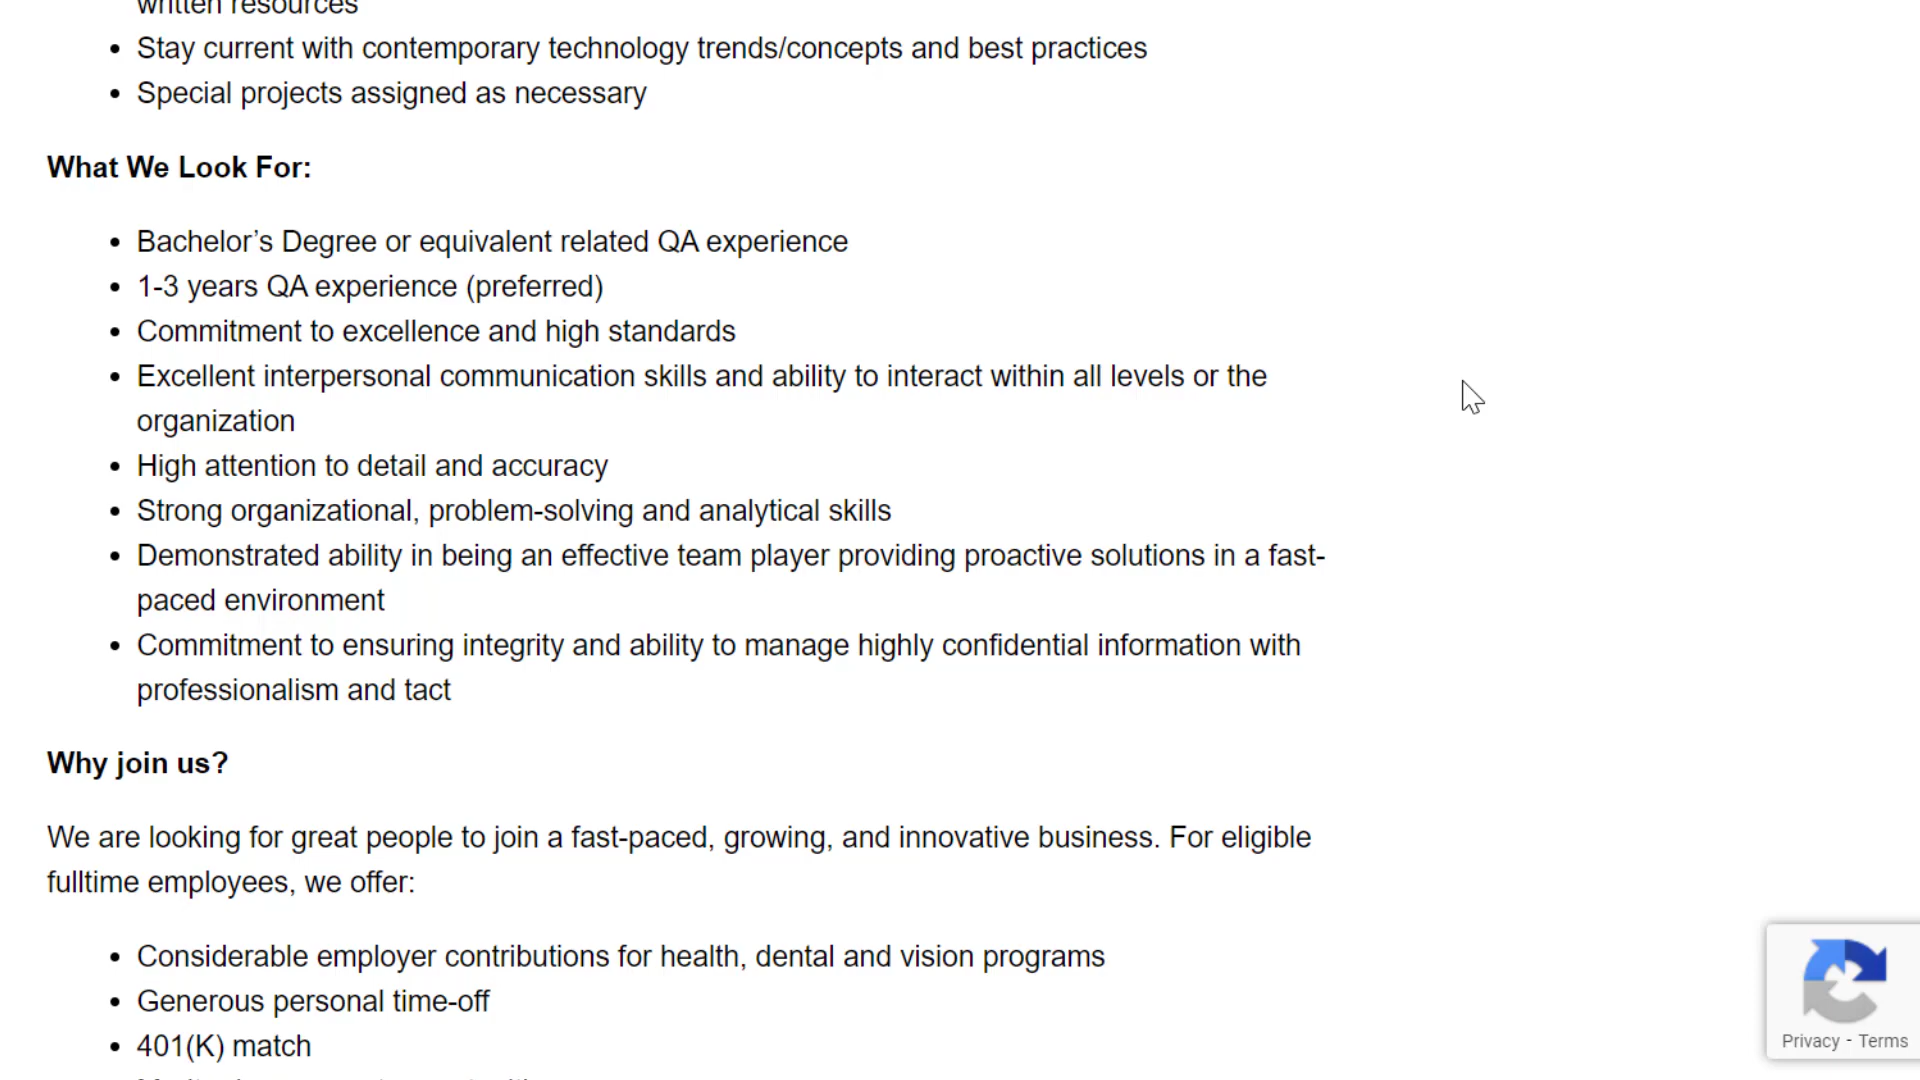 written resources
Stay current with contemporary technology trends/concepts and best practices
Special projects assigned as necessary
What We Look For:
Bachelor’s Degree or equivalent related QA experience
1-3 years QA experience (preferred)
Commitment to excellence and high standards
Excellent interpersonal communication skills and ability to interact within all levels or the
organization
High attention to detail and accuracy
Strong organizational, problem-solving and analytical skills
Demonstrated ability in being an effective team player providing proactive solutions in a fast-
paced environment
Commitment to ensuring integrity and ability to manage highly confidential information with
professionalism and tact
Why join us?
We are looking for great people to join a fast-paced, growing, and innovative business. For eligible
fulltime employees, we offer:
Considerable employer contributions for health, dental and vision programs
Generous personal time-off
401(K) match
Privacy - Terms